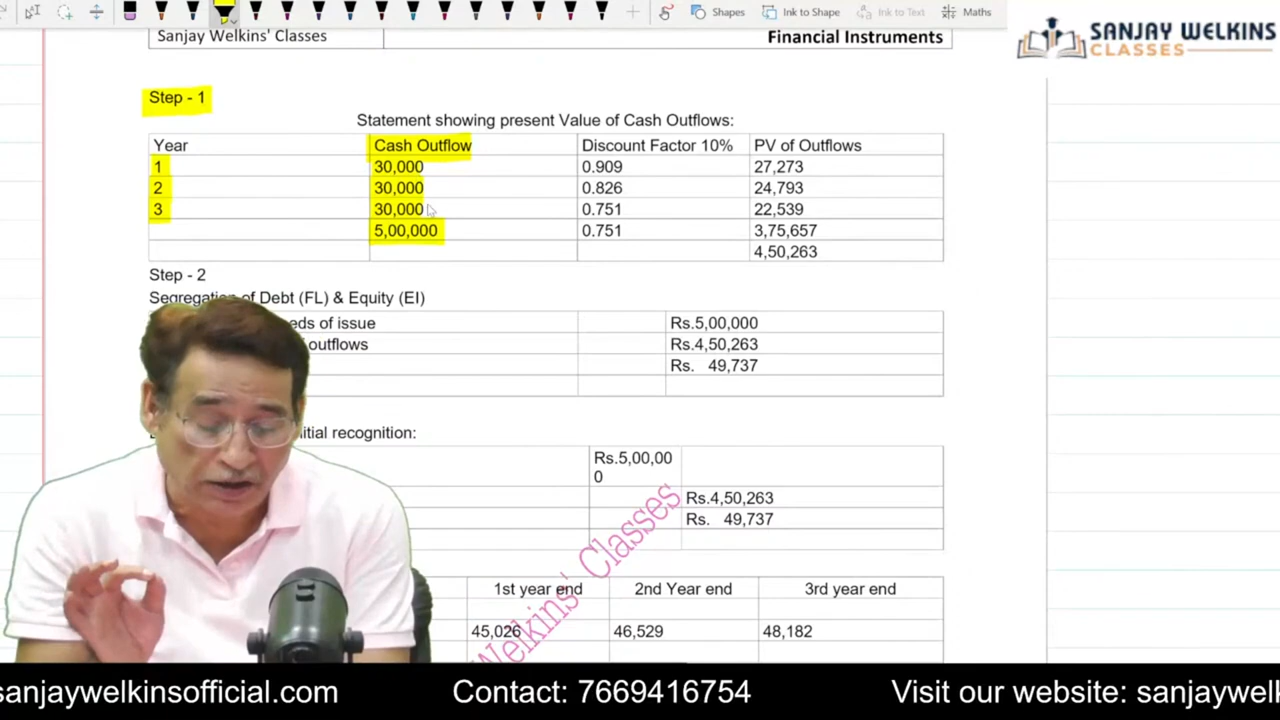 Shapes Ink to Shape Ink to Text Maths
SANJAY WELKINS
CLASSES
Sanjay Welkins' Classes Financial Instruments
Step - 1
Statement showing present Value of Cash Outflows:
Year Cash Outflow Discount Factor 10% PV of Outflows
1 30,000 0.909 27,273
2 30,000 0.826 24,793
3 30,000 0.751 22,539
5,00,000 0.751 3,75,657
4,50,263
Step - 2
Segregation of Debt (FL) & Equity (EI)
of issue Rs.5,00,000
outflows Rs.4,50,263
Rs. 49,737
recognition:
Rs.5,00,00
0
Rs.4,50,263
Rs. 49,737
1st year end 2nd Year end 3rd year end
45,026 46,529 48,182
Welkins' Classes
sanjaywelkinsofficial.com Contact: 7669416754 Visit our website: sanjaywelk